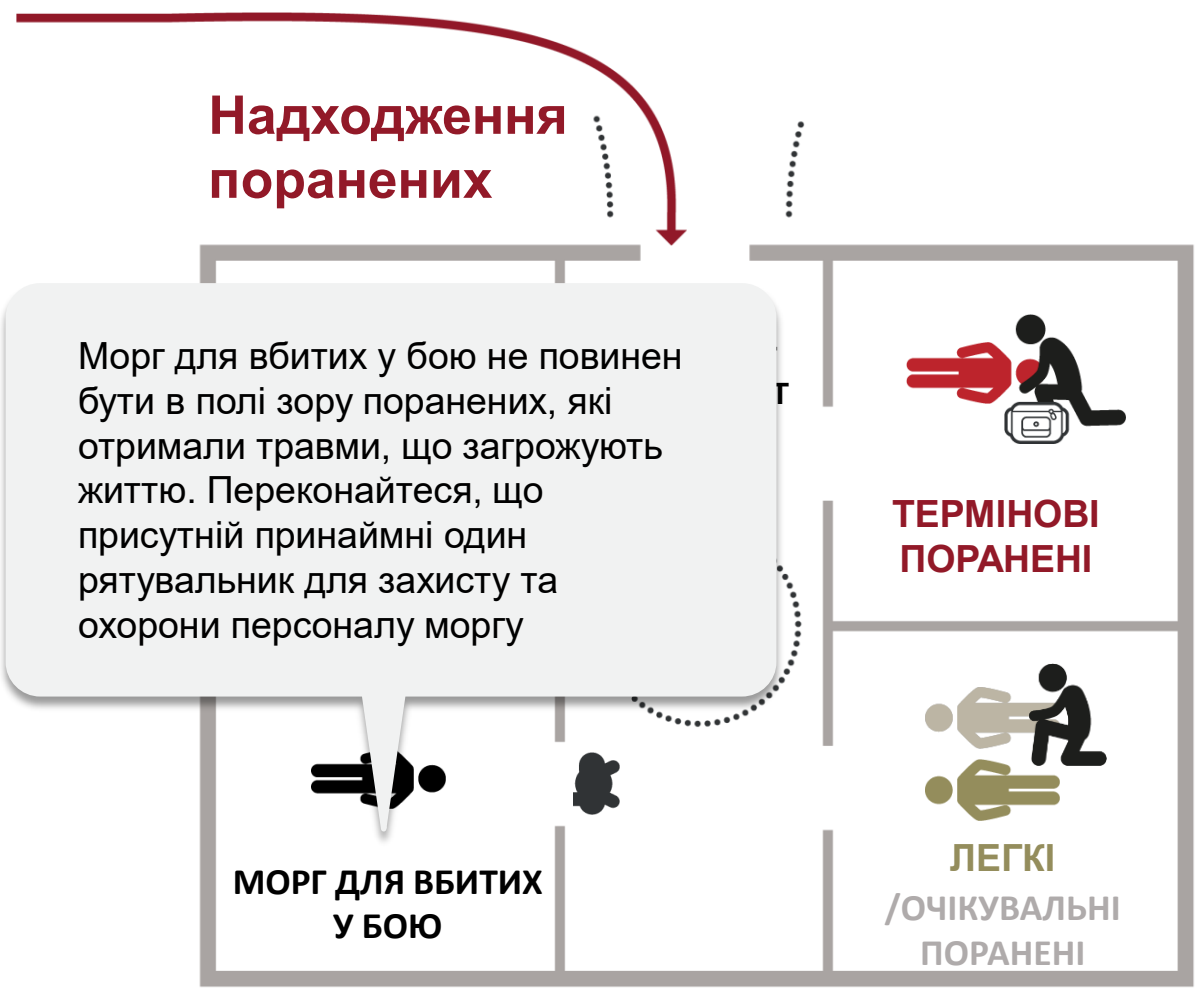 Надходження
поранених
Морг для вбитих у бою не повинен
бути в полі зору поранених, які
отримали травми, що загрожують
життю. Переконайтеся, що
присутній принаймні один
рятувальник для захисту та
охорони персоналу моргу
ТЕРМІНОВІ
ПОРАНЕНІ
МОРГ ДЛЯ ВБИТИХ
У БОЮ
ЛЕГКІ
/ОЧІКУВАЛЬНІ
ПОРАНЕНІ